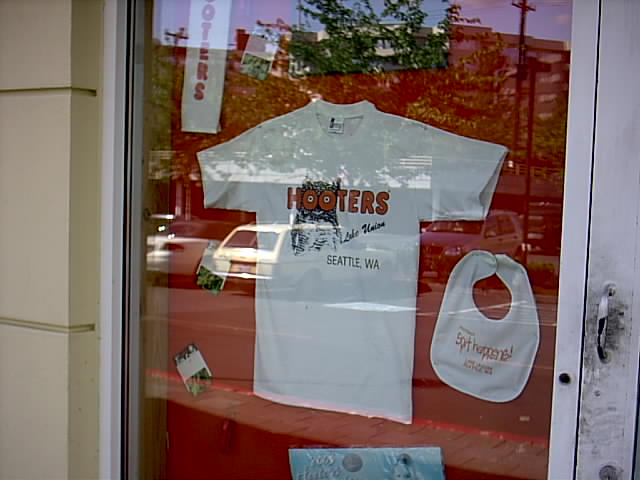 HOOTERS
HOOTERS
Lake Union
SEATTLE, WA
Spit happens!